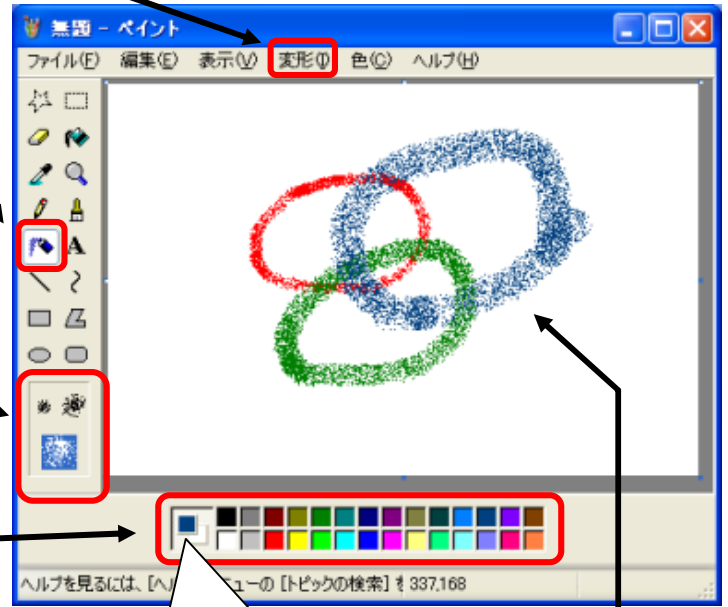 無題 - ペイント
ファイル(F) 編集(E) 表示(V) 変形(I) 色(C) ヘルプ(H)
A
ヘルプを見るには、[ヘ ューの [トピックの検索] を 337,168